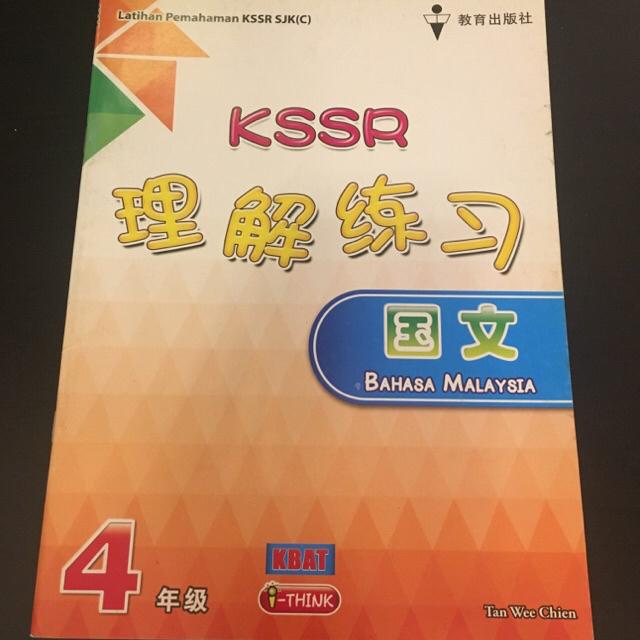 Latihan Pemahaman KSSR SJK(C)
教育出版社
KSSR
理解练习
国文
BAHASA MALAYSIA
4年级
KBAT
i-THINK
Tan Wee Chien